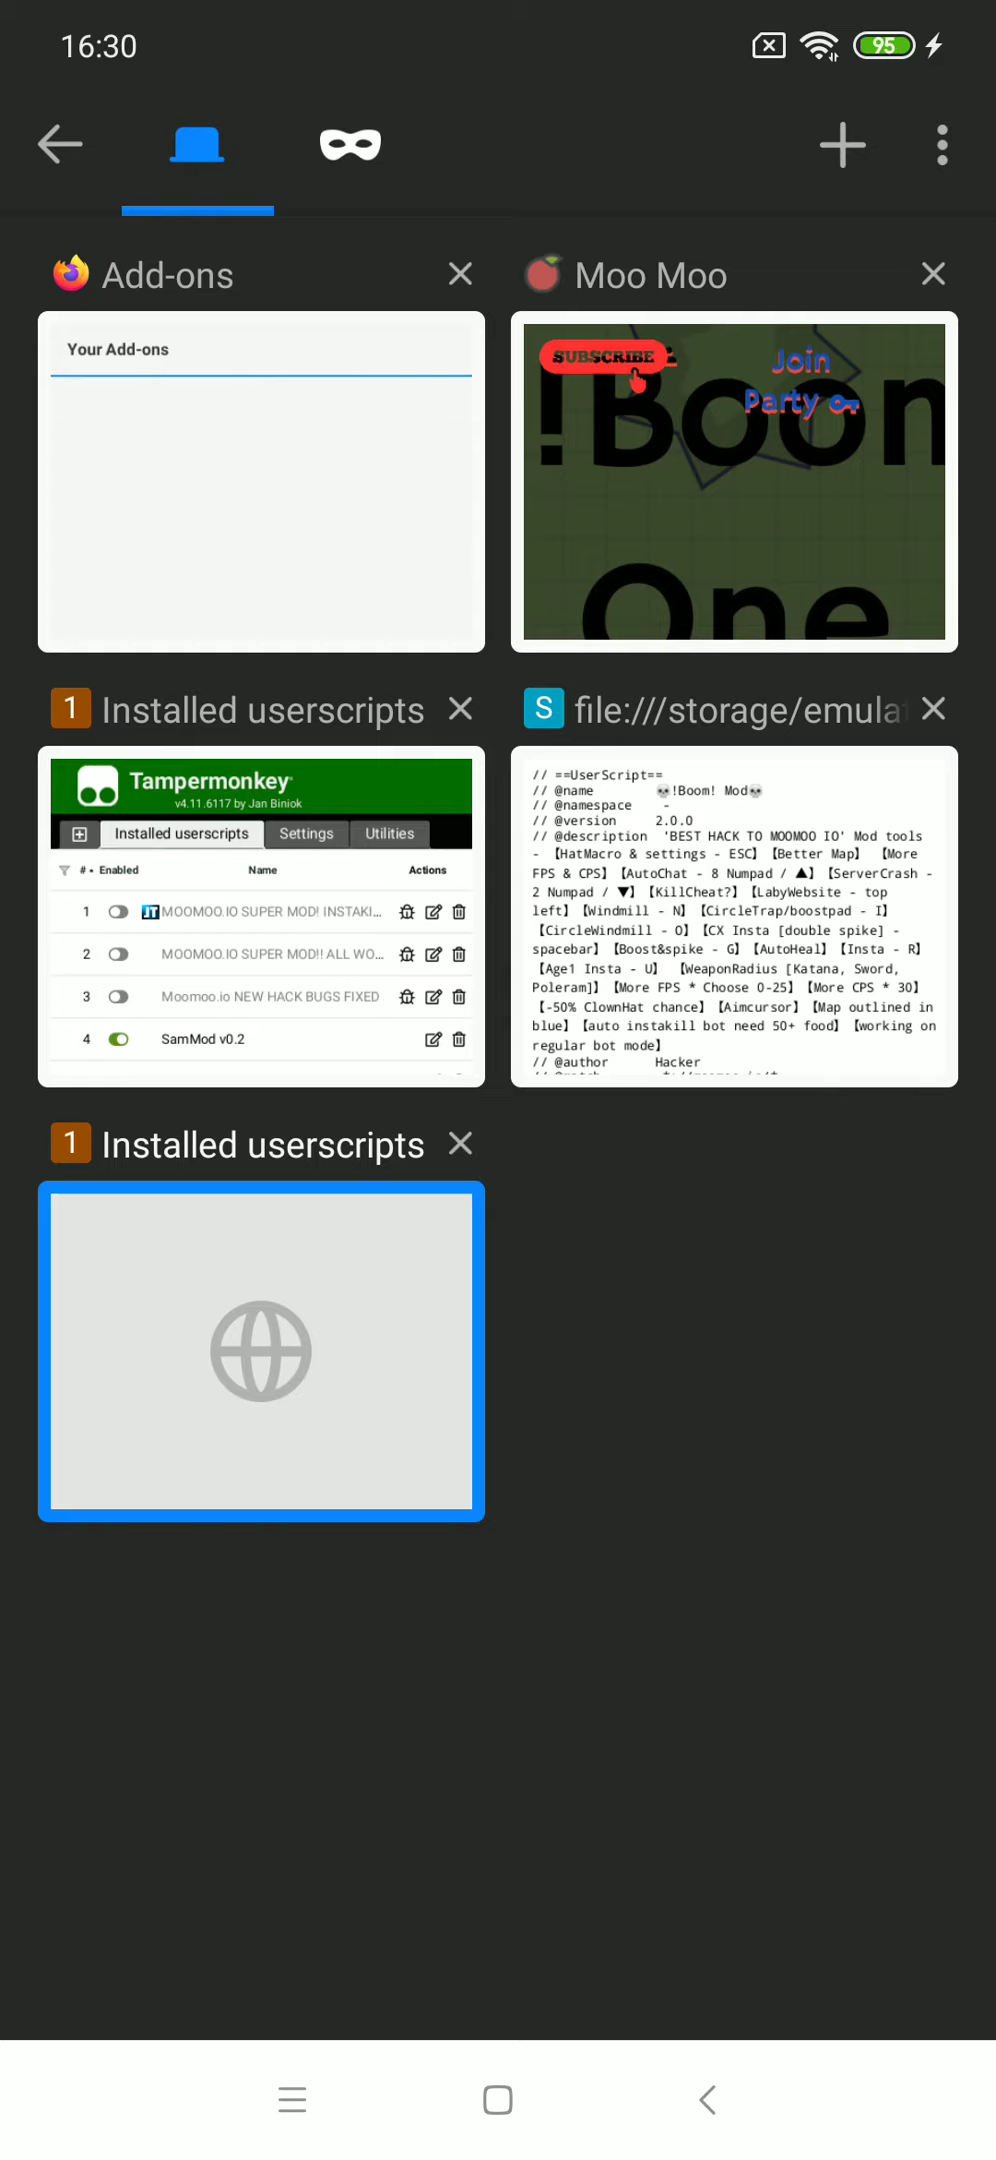 16:30
95
Add-ons
Your Add-ons
Moo Moo
SUBSCRIBE
Join
Party
!Boom
One
1 Installed userscripts
Tampermonkey®
v4.11.6117 by Jan Biniok
Installed userscripts Settings Utilities
# Enabled Name Actions
1 JT MOOMOO.IO SUPER MOD! INSTAKI...
2 MOOMOO.IO SUPER MOD!! ALL WO...
3 Moomoo.io NEW HACK BUGS FIXED
4 SamMod v0.2
S file:///storage/emula
// ==UserScript==
// @name 💀!Boom! Mod💀
// @namespace -
// @version 2.0.0
// @description 'BEST HACK TO MOOMOO IO' Mod tools
- 【HatMacro & settings - ESC】【Better Map】 【More
FPS & CPS】【AutoChat - 8 Numpad / ▲】【ServerCrash -
2 Numpad / ▼】【KillCheat?】【LabyWebsite - top
left】【Windmill - N】【CircleTrap/boostpad - I】
【CircleWindmill - O】【CX Insta [double spike] -
spacebar】【Boost&spike - G】【AutoHeal】【Insta - R】
【Age1 Insta - U】 【WeaponRadius [Katana, Sword,
Poleram]】【More FPS * Choose 0-25】【More CPS * 30】
【-50% ClownHat chance】【Aimcursor】【Map outlined in
blue】【auto instakill bot need 50+ food】【working on
regular bot mode】
// @author Hacker
1 Installed userscripts